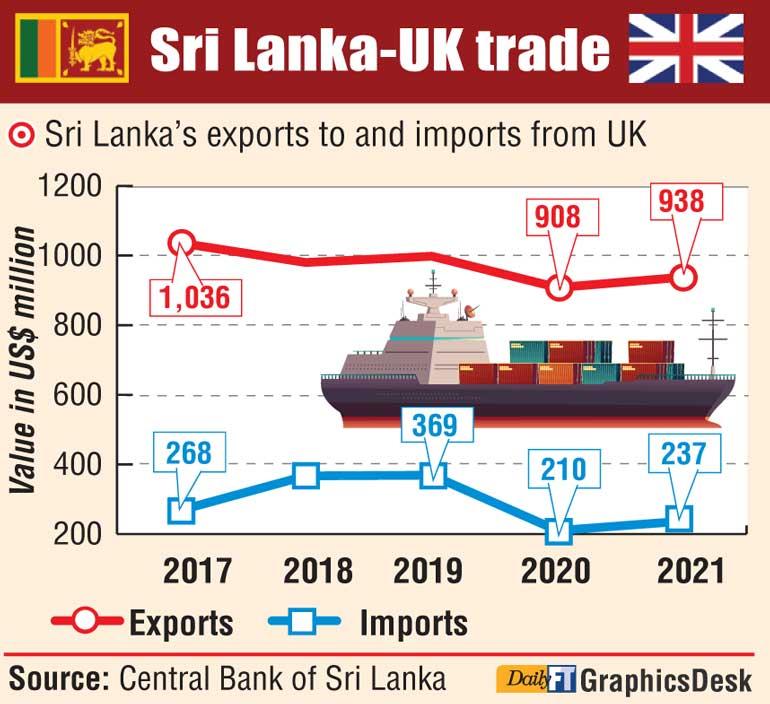 Sri Lanka-UK trade
Sri Lanka's exports to and imports from UK
Value in US$ million
1200
1000
800
600
400
200
1,036
908
938
268
369
210
237
2017 2018 2019 2020 2021
Exports Imports
Source: Central Bank of Sri Lanka
Daily FT GraphicsDesk